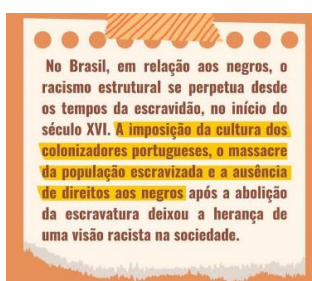 No Brasil, em relação aos negros, o
racismo estrutural se perpetua desde
os tempos da escravidão, no início do
século XVI. A imposição da cultura dos
colonizadores portugueses, o massacre
da população escravizada e a ausência
de direitos aos negros após a abolição
da escravatura deixou a herança de
uma visão racista na sociedade.